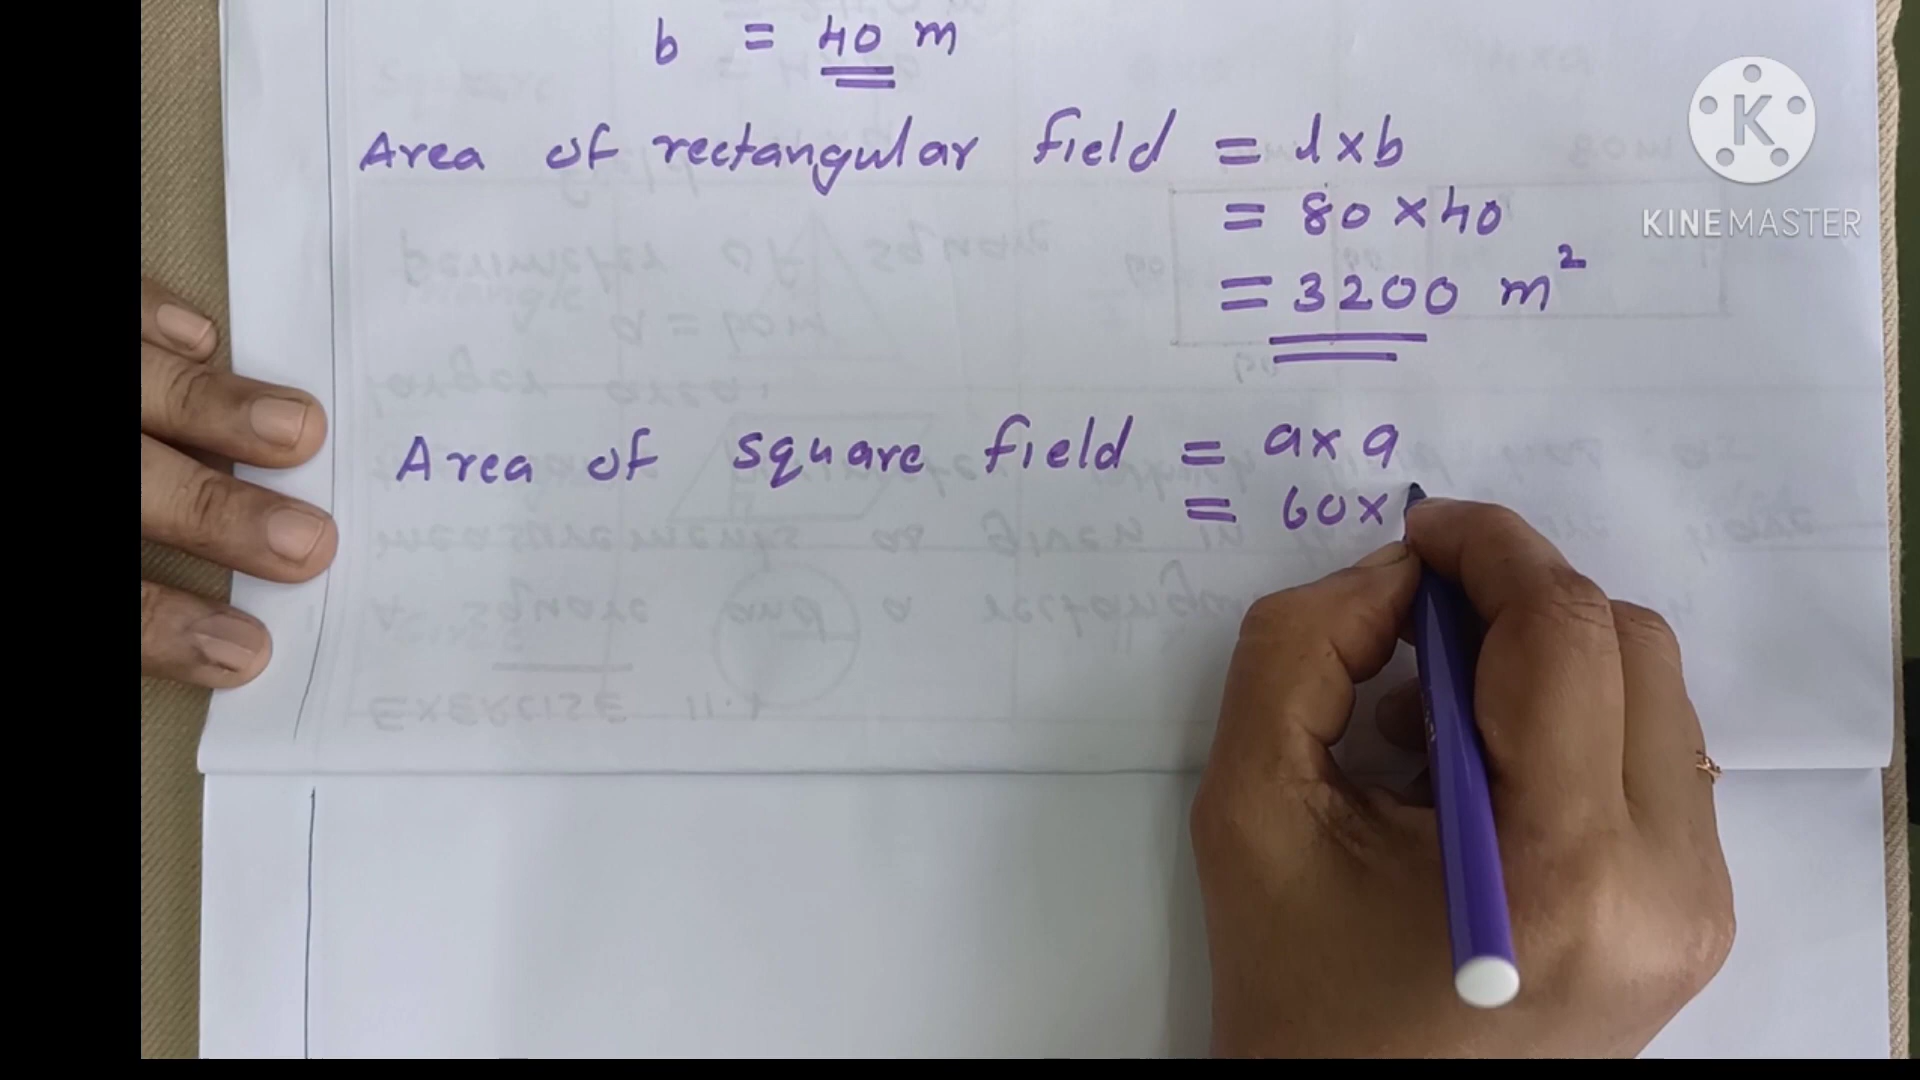 b = 40 m
Area of rectangular field = l x b
= 80 x 40
= 3200 m²
Area of square field = a x a
= 60 x
K
KINEMASTER